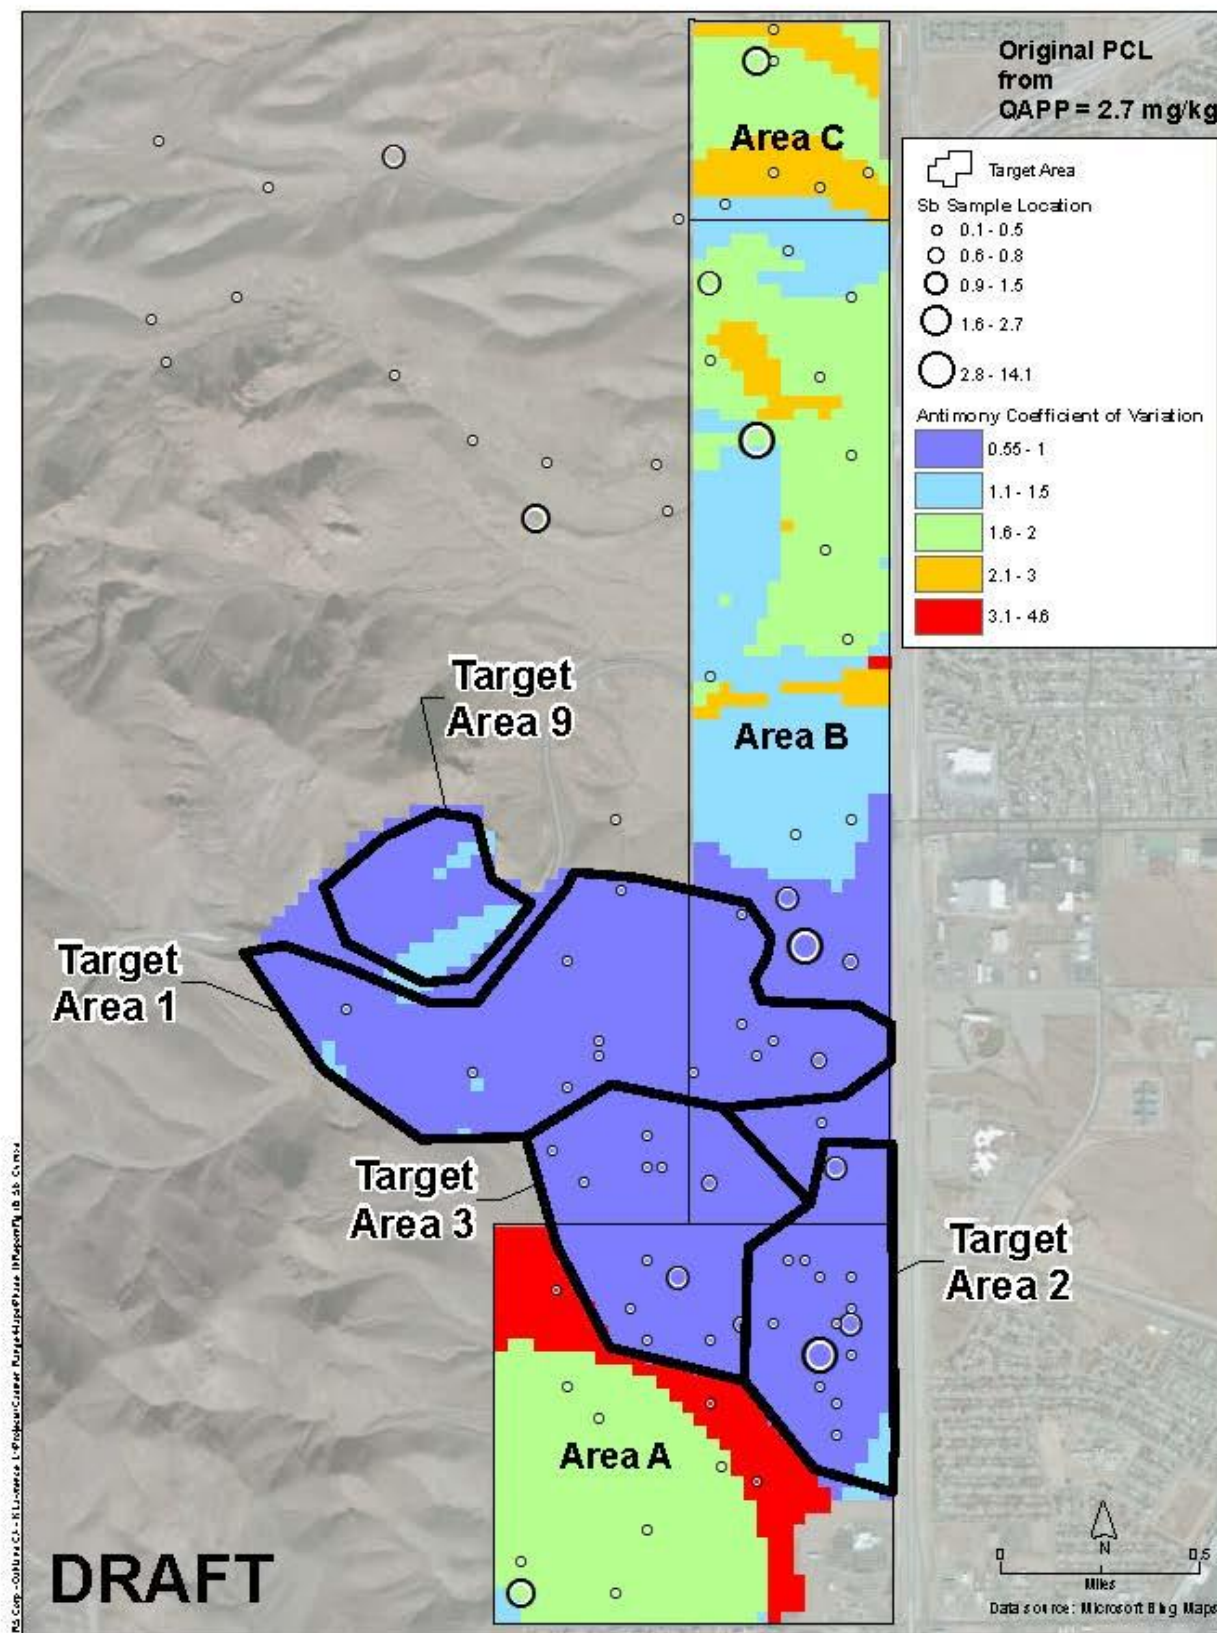 Original PCL
from
QAPP = 2.7 mg/kg
Target Area
Sb Sample Location
0.1 - 0.5
0.6 - 0.8
0.9 - 1.5
1.6 - 2.7
2.8 - 14.1
Antimony Coefficient of Variation
0.55 - 1
1.1 - 1.5
1.6 - 2
2.1 - 3
3.1 - 4.6
Area C
Target
Area 9
Area B
Target
Area 1
Target
Area 3
Target
Area 2
Area A
DRAFT
N
0 0.5
Miles
Data source: Microsoft Bing Maps